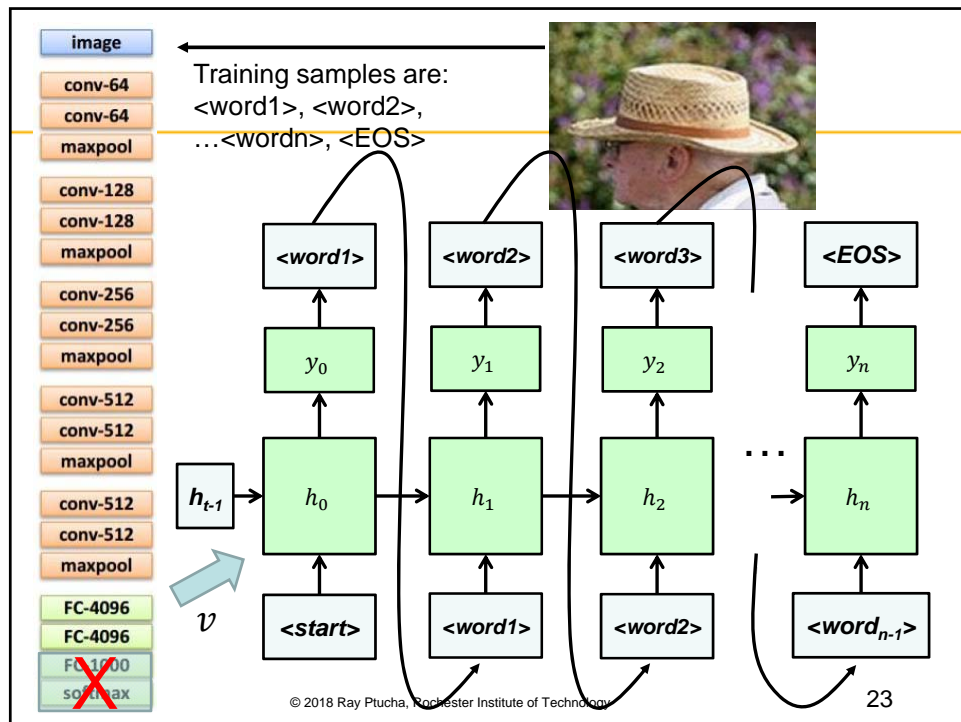 image
conv-64
conv-64
maxpool
conv-128
conv-128
maxpool
conv-256
conv-256
maxpool
conv-512
conv-512
maxpool
conv-512
conv-512
maxpool
FC-4096
FC-4096
FC-1000
softmax
X
Training samples are:
<word1>, <word2>,
…<wordn>, <EOS>
<word1> <word2> <word3> <EOS>
y₀ y₁ y₂ yₙ
...
hₜ₋₁ h₀ h₁ h₂ hₙ
v
<start> <word1> <word2> <wordₙ₋₁>
© 2018 Ray Ptucha, Rochester Institute of Technology
23